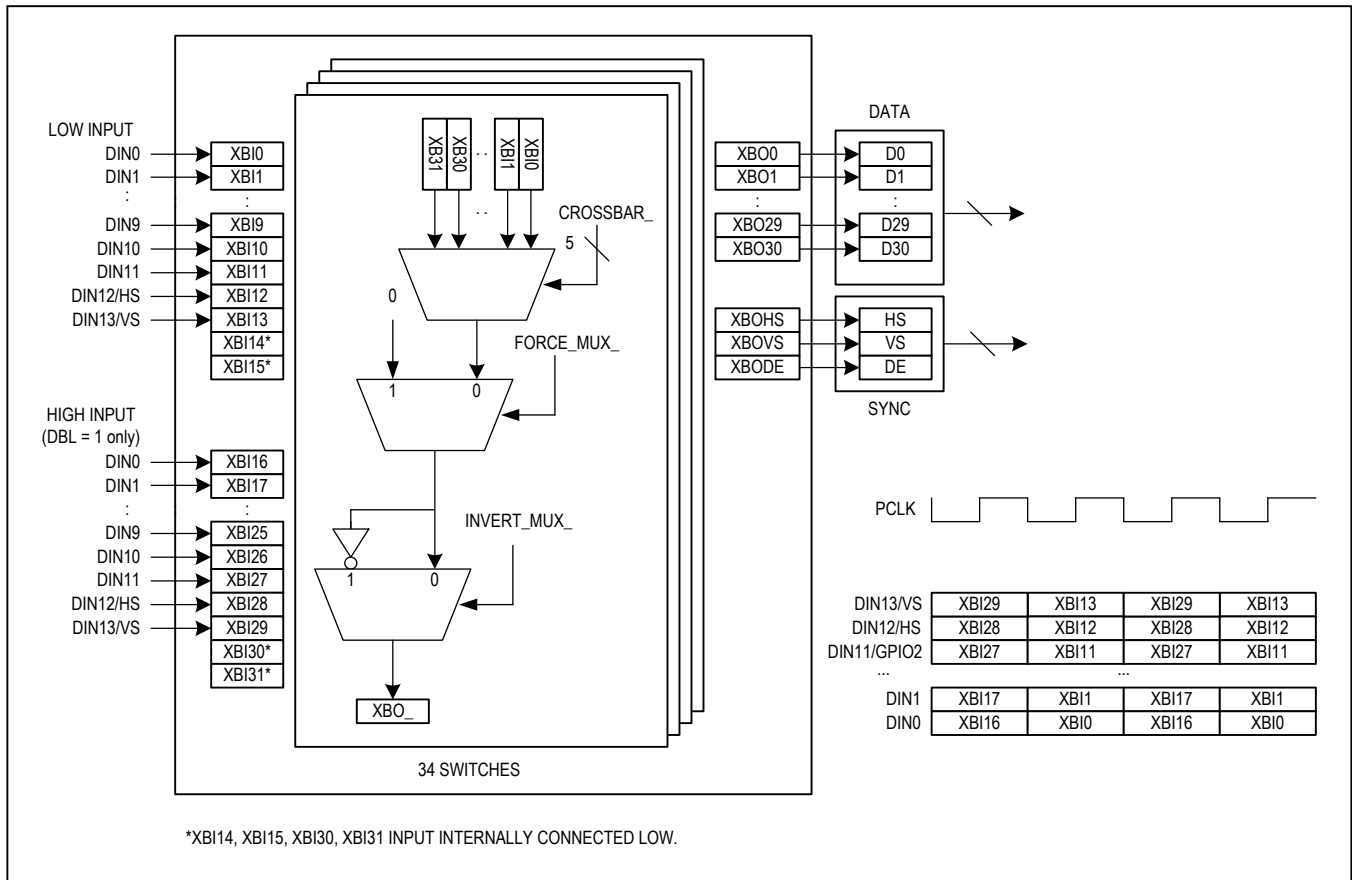 LOW INPUT
DIN0
DIN1
:
DIN9
DIN10
DIN11
DIN12/HS
DIN13/VS
XBI0
XBI1
:
XBI9
XBI10
XBI11
XBI12
XBI13
XBI14*
XBI15*
HIGH INPUT
(DBL = 1 only)
DIN0
DIN1
:
DIN9
DIN10
DIN11
DIN12/HS
DIN13/VS
XBI16
XBI17
:
XBI25
XBI26
XBI27
XBI28
XBI29
XBI30*
XBI31*
XB31
XB30
..
XBI1
XBI0
..
CROSSBAR_
5
0
FORCE_MUX_
1 0
INVERT_MUX_
1 0
XBO_
34 SWITCHES
XBO0
XBO1
:
XBO29
XBO30
XBOHS
XBOVS
XBODE
DATA
D0
D1
:
D29
D30
HS
VS
DE
SYNC
PCLK
DIN13/VS XBI29 XBI13 XBI29 XBI13
DIN12/HS XBI28 XBI12 XBI28 XBI12
DIN11/GPIO2 XBI27 XBI11 XBI27 XBI11
... ...
DIN1 XBI17 XBI1 XBI17 XBI1
DIN0 XBI16 XBI0 XBI16 XBI0
*XBI14, XBI15, XBI30, XBI31 INPUT INTERNALLY CONNECTED LOW.